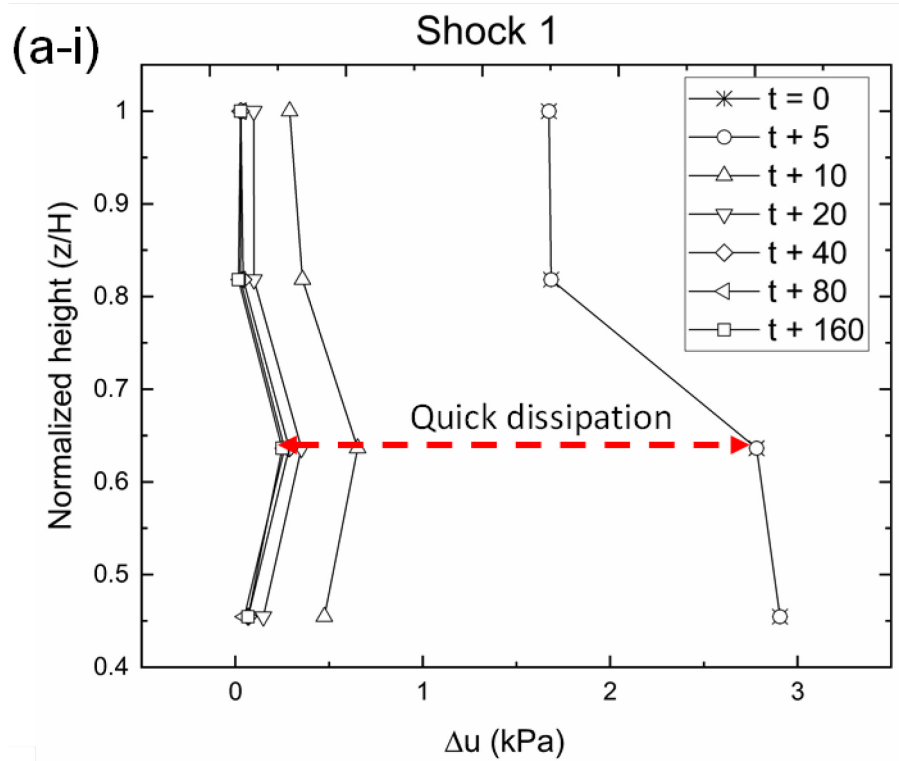 (a-i)
Shock 1
t = 0
t + 5
t + 10
t + 20
t + 40
t + 80
t + 160
Quick dissipation
Normalized height (z/H)
1
0.9
0.8
0.7
0.6
0.5
0.4
0
1
2
3
Δu (kPa)